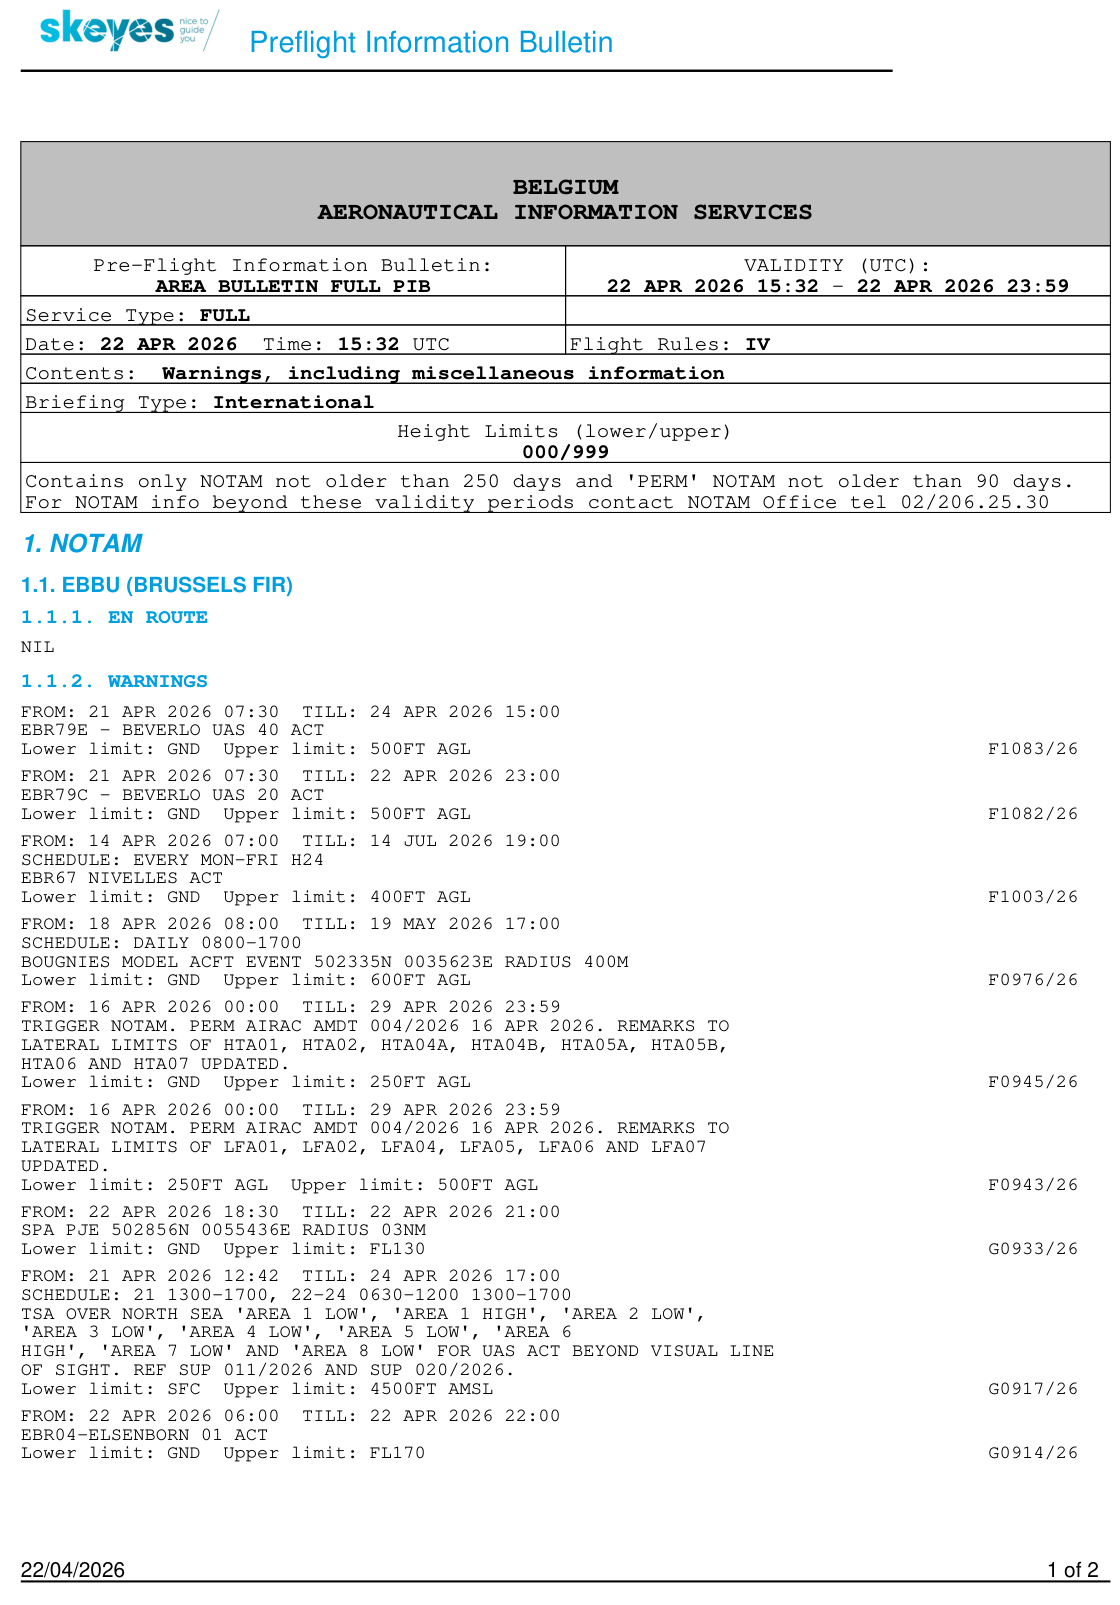 skeyes nice to
guide
you
Preflight Information Bulletin
BELGIUM
AERONAUTICAL INFORMATION SERVICES
Pre-Flight Information Bulletin:
AREA BULLETIN FULL PIB
VALIDITY (UTC):
22 APR 2026 15:32 - 22 APR 2026 23:59
Service Type: FULL
Date: 22 APR 2026  Time: 15:32 UTC
Flight Rules: IV
Contents:  Warnings, including miscellaneous information
Briefing Type: International
Height Limits (lower/upper)
000/999
Contains only NOTAM not older than 250 days and 'PERM' NOTAM not older than 90 days.
For NOTAM info beyond these validity periods contact NOTAM Office tel 02/206.25.30
1. NOTAM
1.1. EBBU (BRUSSELS FIR)
1.1.1. EN ROUTE
NIL
1.1.2. WARNINGS
FROM: 21 APR 2026 07:30  TILL: 24 APR 2026 15:00
EBR79E - BEVERLO UAS 40 ACT
Lower limit: GND  Upper limit: 500FT AGL F1083/26
FROM: 21 APR 2026 07:30  TILL: 22 APR 2026 23:00
EBR79C - BEVERLO UAS 20 ACT
Lower limit: GND  Upper limit: 500FT AGL F1082/26
FROM: 14 APR 2026 07:00  TILL: 14 JUL 2026 19:00
SCHEDULE: EVERY MON-FRI H24
EBR67 NIVELLES ACT
Lower limit: GND  Upper limit: 400FT AGL F1003/26
FROM: 18 APR 2026 08:00  TILL: 19 MAY 2026 17:00
SCHEDULE: DAILY 0800-1700
BOUGNIES MODEL ACFT EVENT 502335N 0035623E RADIUS 400M
Lower limit: GND  Upper limit: 600FT AGL F0976/26
FROM: 16 APR 2026 00:00  TILL: 29 APR 2026 23:59
TRIGGER NOTAM. PERM AIRAC AMDT 004/2026 16 APR 2026. REMARKS TO
LATERAL LIMITS OF HTA01, HTA02, HTA04A, HTA04B, HTA05A, HTA05B,
HTA06 AND HTA07 UPDATED.
Lower limit: GND  Upper limit: 250FT AGL F0945/26
FROM: 16 APR 2026 00:00  TILL: 29 APR 2026 23:59
TRIGGER NOTAM. PERM AIRAC AMDT 004/2026 16 APR 2026. REMARKS TO
LATERAL LIMITS OF LFA01, LFA02, LFA04, LFA05, LFA06 AND LFA07
UPDATED.
Lower limit: 250FT AGL  Upper limit: 500FT AGL F0943/26
FROM: 22 APR 2026 18:30  TILL: 22 APR 2026 21:00
SPA PJE 502856N 0055436E RADIUS 03NM
Lower limit: GND  Upper limit: FL130 G0933/26
FROM: 21 APR 2026 12:42  TILL: 24 APR 2026 17:00
SCHEDULE: 21 1300-1700, 22-24 0630-1200 1300-1700
TSA OVER NORTH SEA 'AREA 1 LOW', 'AREA 1 HIGH', 'AREA 2 LOW',
'AREA 3 LOW', 'AREA 4 LOW', 'AREA 5 LOW', 'AREA 6
HIGH', 'AREA 7 LOW' AND 'AREA 8 LOW' FOR UAS ACT BEYOND VISUAL LINE
OF SIGHT. REF SUP 011/2026 AND SUP 020/2026.
Lower limit: SFC  Upper limit: 4500FT AMSL G0917/26
FROM: 22 APR 2026 06:00  TILL: 22 APR 2026 22:00
EBR04-ELSENBORN 01 ACT
Lower limit: GND  Upper limit: FL170 G0914/26
22/04/2026 1 of 2